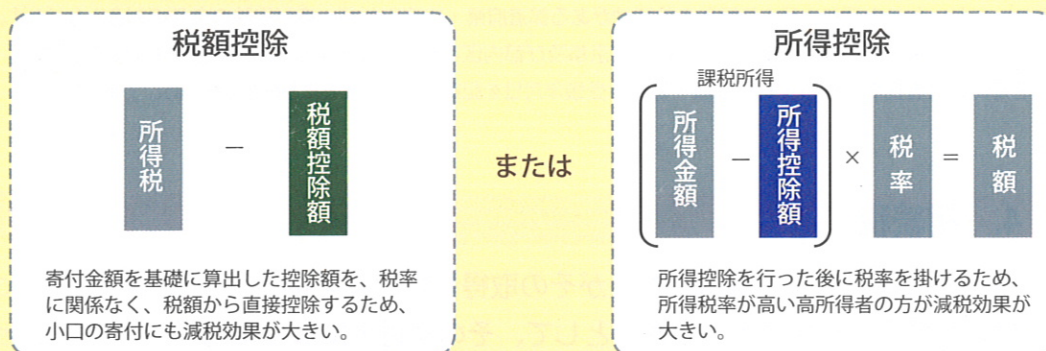 税額控除
所得税
－
税額控除額
寄付金額を基礎に算出した控除額を、税率
に関係なく、税額から直接控除するため、
小口の寄付にも減税効果が大きい。
または
所得控除
課税所得
所得金額
－
所得控除額
×
税率
＝
税額
所得控除を行った後に税率を掛けるため、
所得税率が高い高所得者の方が減税効果が
大きい。